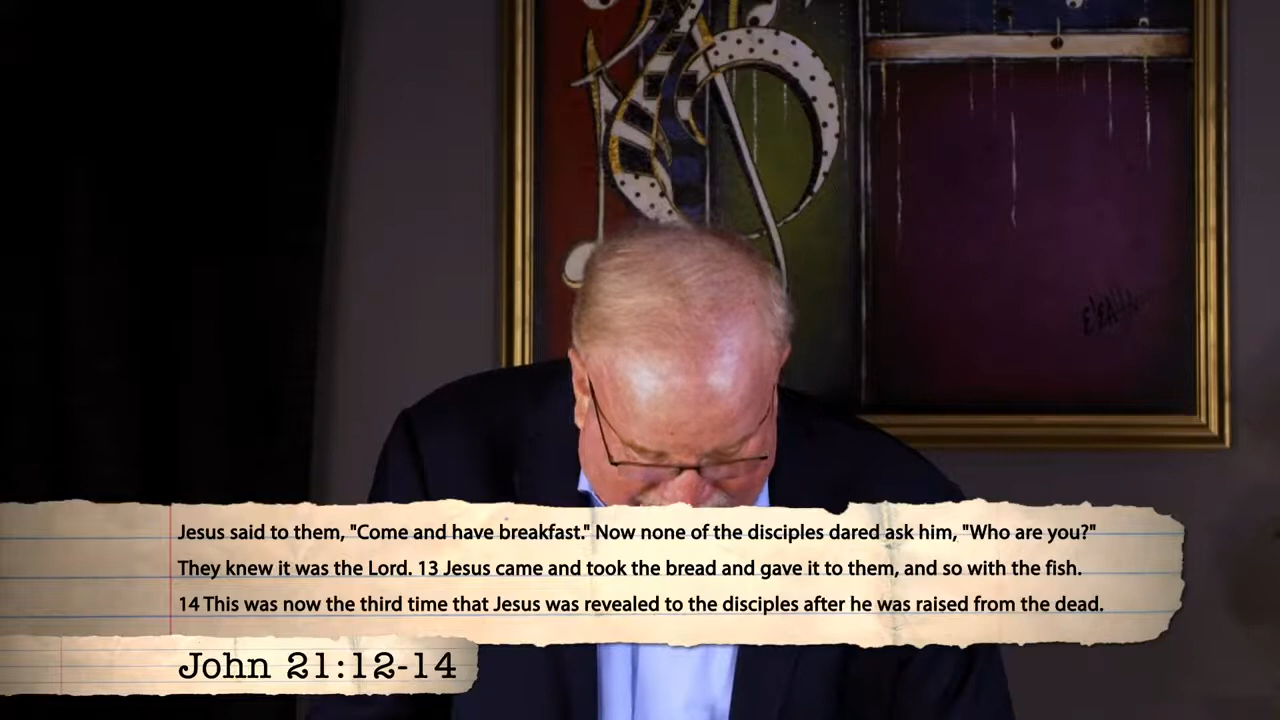 Jesus said to them, "Come and have breakfast." Now none of the disciples dared ask him, "Who are you?"
They knew it was the Lord. 13 Jesus came and took the bread and gave it to them, and so with the fish.
14 This was now the third time that Jesus was revealed to the disciples after he was raised from the dead.
John 21:12-14